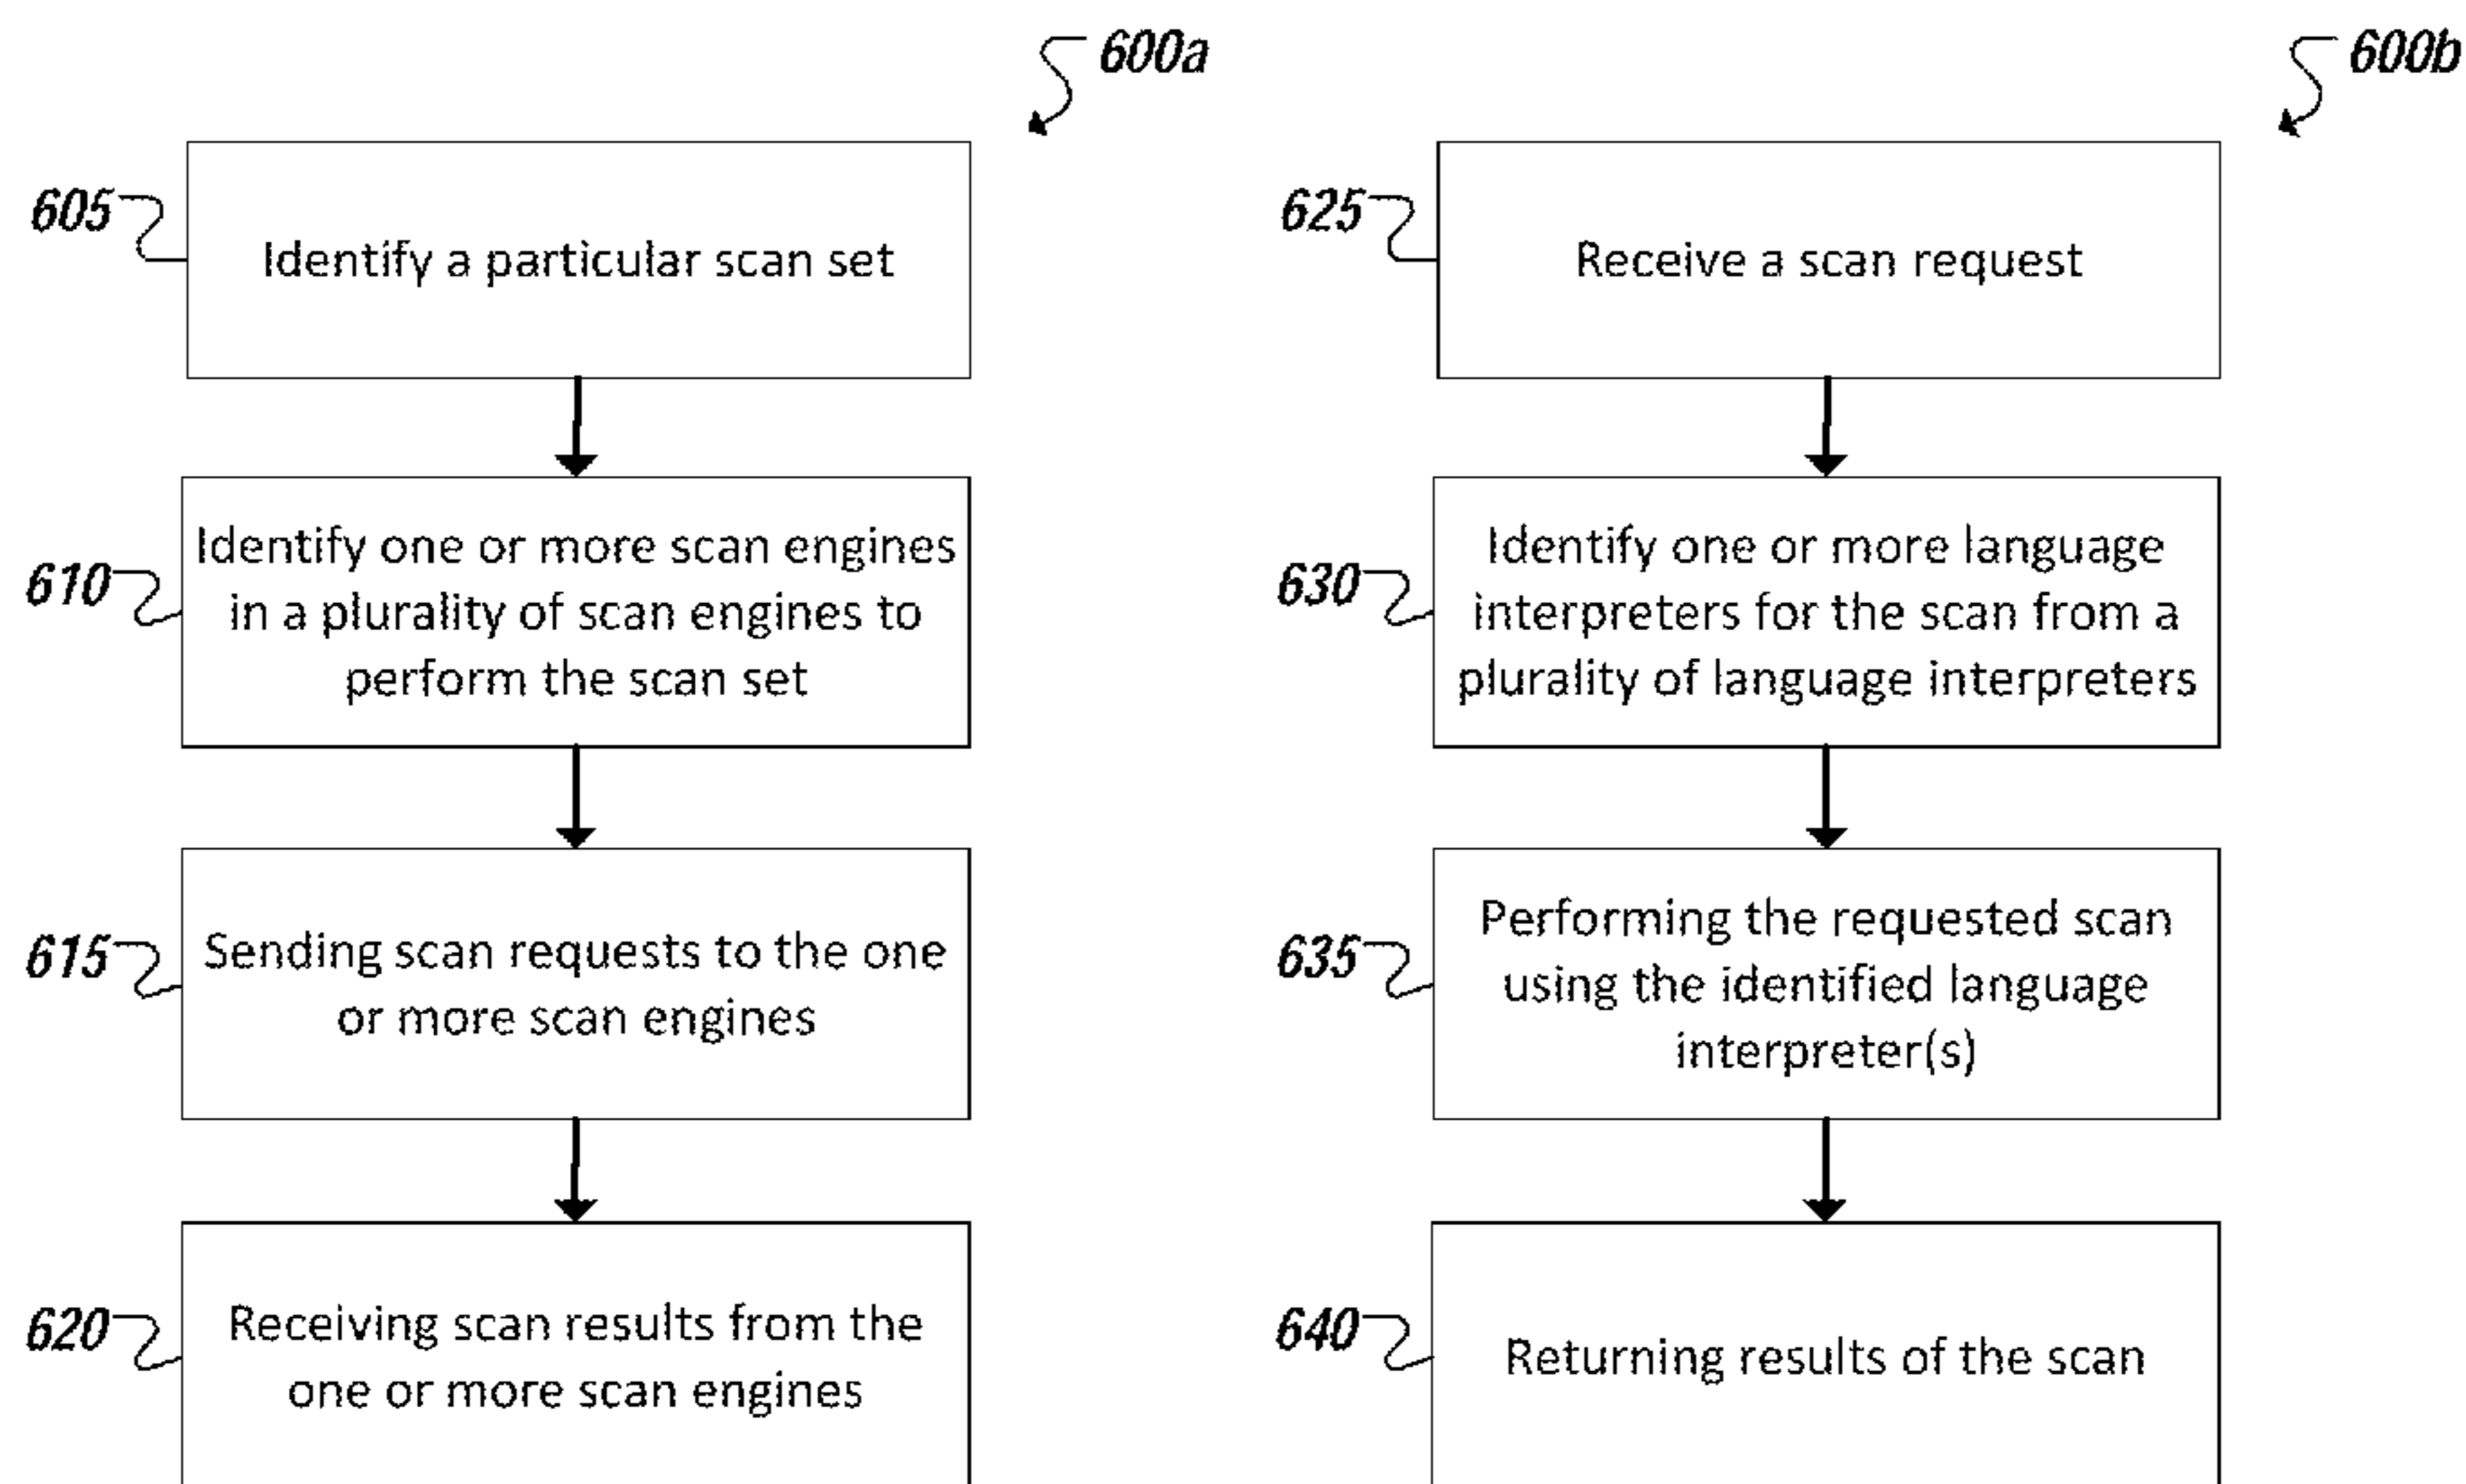 600a
605
Identify a particular scan set
610
Identify one or more scan engines
in a plurality of scan engines to
perform the scan set
615
Sending scan requests to the one
or more scan engines
620
Receiving scan results from the
one or more scan engines
600b
625
Receive a scan request
630
Identify one or more language
interpreters for the scan from a
plurality of language interpreters
635
Performing the requested scan
using the identified language
interpreter(s)
640
Returning results of the scan